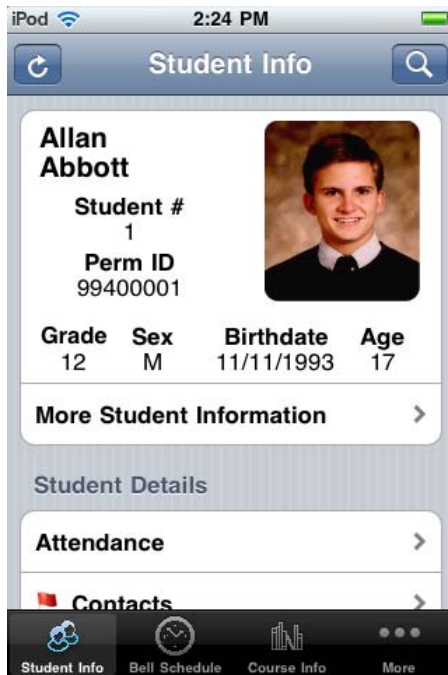 iPod 2:24 PM
Student Info
Allan
Abbott
Student #
1
Perm ID
99400001
Grade Sex Birthdate Age
12 M 11/11/1993 17
More Student Information
Student Details
Attendance
Contacts
Student Info Bell Schedule Course Info More